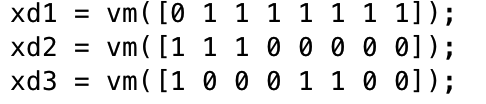 xd1 = vm([0 1 1 1 1 1 1 1]);
xd2 = vm([1 1 1 0 0 0 0 0]);
xd3 = vm([1 0 0 0 1 1 0 0]);